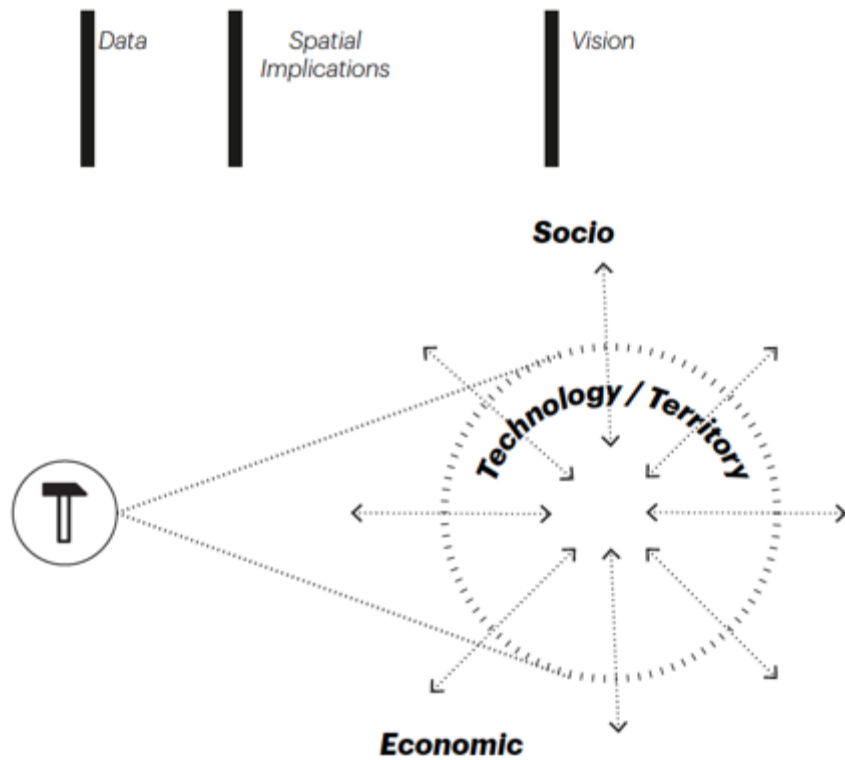 Data
Spatial
Implications
Vision
Socio
Technology / Territory
Economic